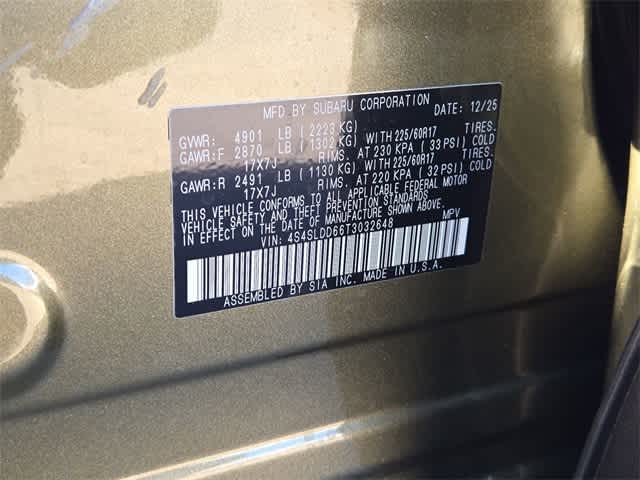 MFD.BY SUBARU CORPORATION DATE: 12/25
GVWR: 4901 LB (2223 KG)
GAWR:F 2870 LB (1302 KG) WITH 225/60R17 TIRES.
17X7J RIMS. AT 230 KPA (33 PSI) COLD
GAWR:R 2491 LB (1130 KG) WITH 225/60R17 TIRES.
17X7J RIMS. AT 220 KPA (32 PSI) COLD
THIS VEHICLE CONFORMS TO ALL APPLICABLE FEDERAL MOTOR
VEHICLE SAFETY AND THEFT PREVENTION STANDARDS IN EFFECT
ON THE DATE OF MANUFACTURE SHOWN ABOVE.
VIN: 4S4SLDD66T3032648 MPV
ASSEMBLED BY SIA INC. MADE IN U.S.A.